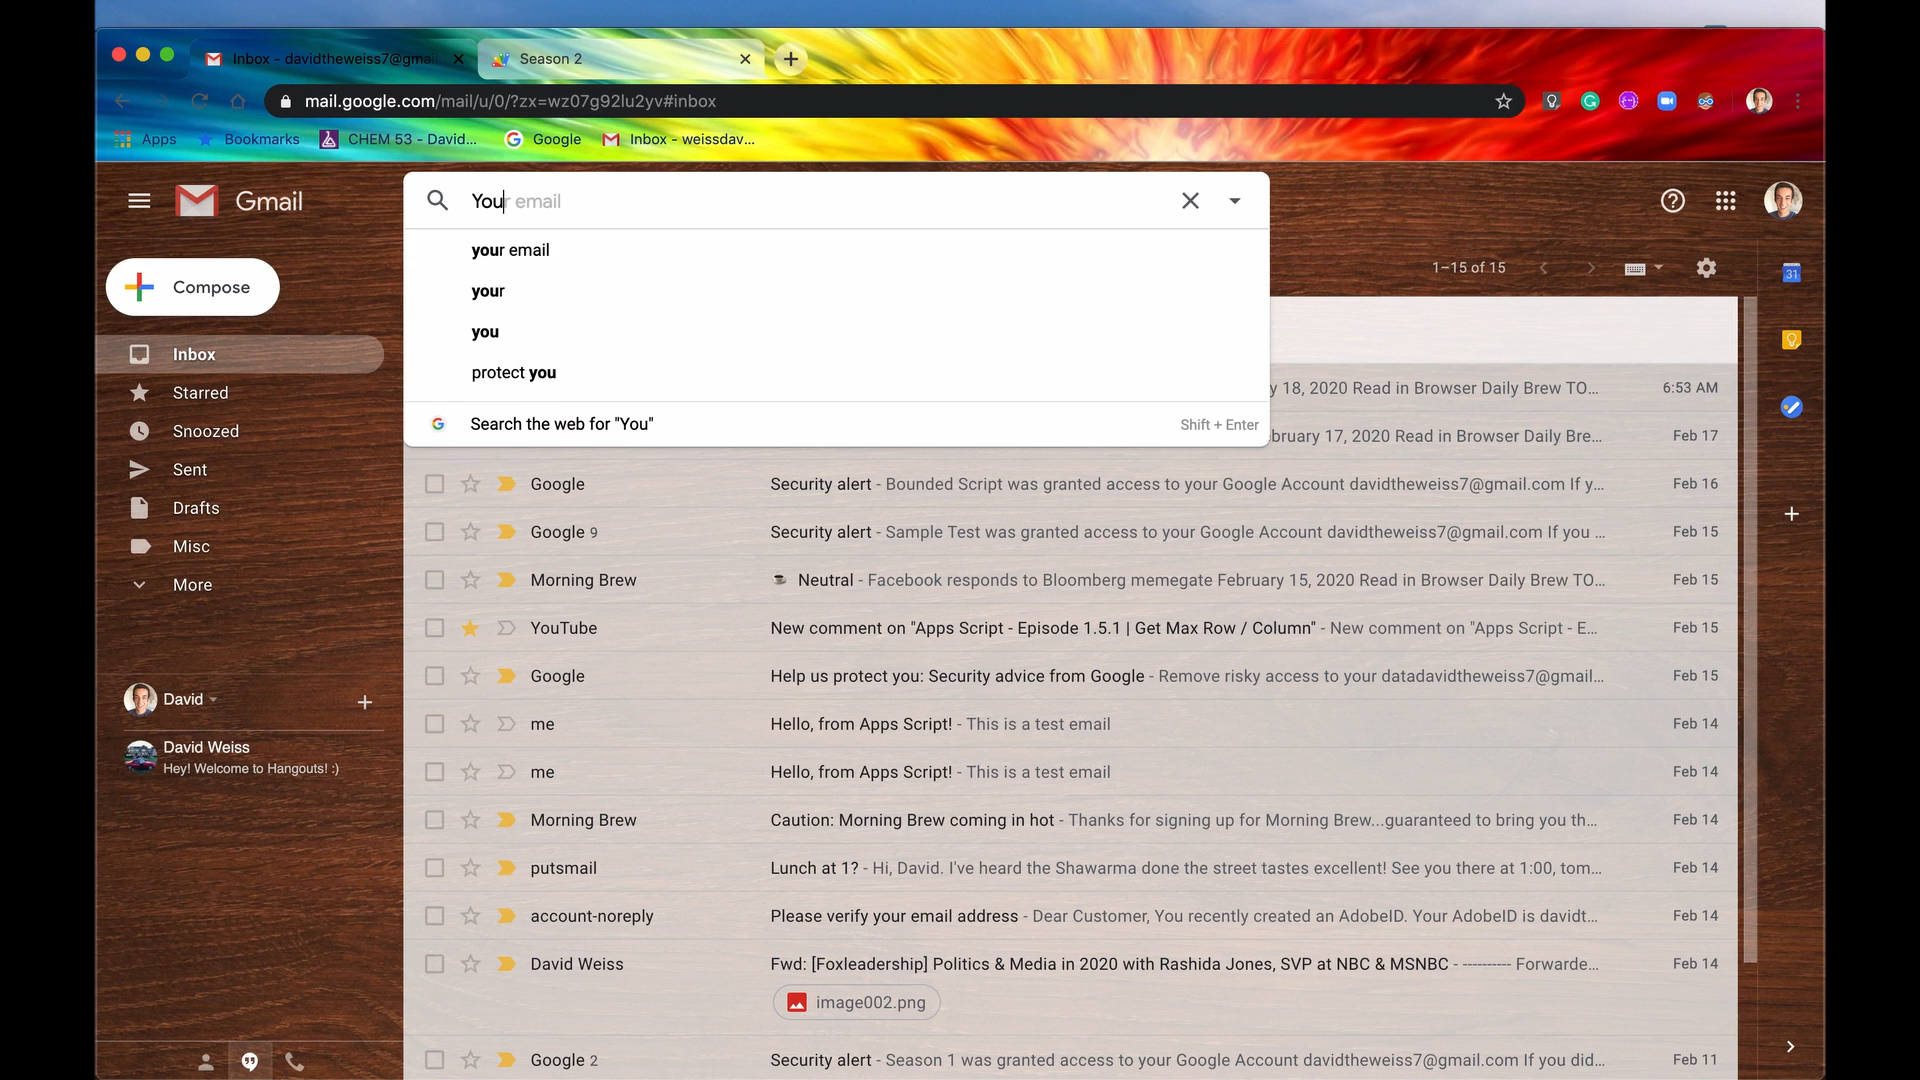 Inbox - davidtheweiss7@gmai
Season 2
mail.google.com/mail/u/0/?zx=wz07g92lu2yv#inbox
Apps
Bookmarks
CHEM 53 - David...
Google
Inbox - weissdav...
Gmail
Your email
your email
your
you
protect you
Search the web for "You"
Shift + Enter
Compose
1–15 of 15
31
Inbox
Starred
Snoozed
Sent
Drafts
Misc
More
David
David Weiss
Hey! Welcome to Hangouts! :)
y 18, 2020 Read in Browser Daily Brew TO... 6:53 AM
bruary 17, 2020 Read in Browser Daily Bre... Feb 17
Google Security alert - Bounded Script was granted access to your Google Account davidtheweiss7@gmail.com If y... Feb 16
Google 9 Security alert - Sample Test was granted access to your Google Account davidtheweiss7@gmail.com If you ... Feb 15
Morning Brew Neutral - Facebook responds to Bloomberg memegate February 15, 2020 Read in Browser Daily Brew TO... Feb 15
YouTube New comment on "Apps Script - Episode 1.5.1 | Get Max Row / Column" - New comment on "Apps Script - E... Feb 15
Google Help us protect you: Security advice from Google - Remove risky access to your datadavidtheweiss7@gmail... Feb 15
me Hello, from Apps Script! - This is a test email Feb 14
me Hello, from Apps Script! - This is a test email Feb 14
Morning Brew Caution: Morning Brew coming in hot - Thanks for signing up for Morning Brew...guaranteed to bring you th... Feb 14
putsmail Lunch at 1? - Hi, David. I've heard the Shawarma done the street tastes excellent! See you there at 1:00, tom... Feb 14
account-noreply Please verify your email address - Dear Customer, You recently created an AdobeID. Your AdobeID is davidt... Feb 14
David Weiss Fwd: [Foxleadership] Politics & Media in 2020 with Rashida Jones, SVP at NBC & MSNBC - ---------- Forwarde... Feb 14
image002.png
Google 2 Security alert - Season 1 was granted access to your Google Account davidtheweiss7@gmail.com If you did... Feb 11